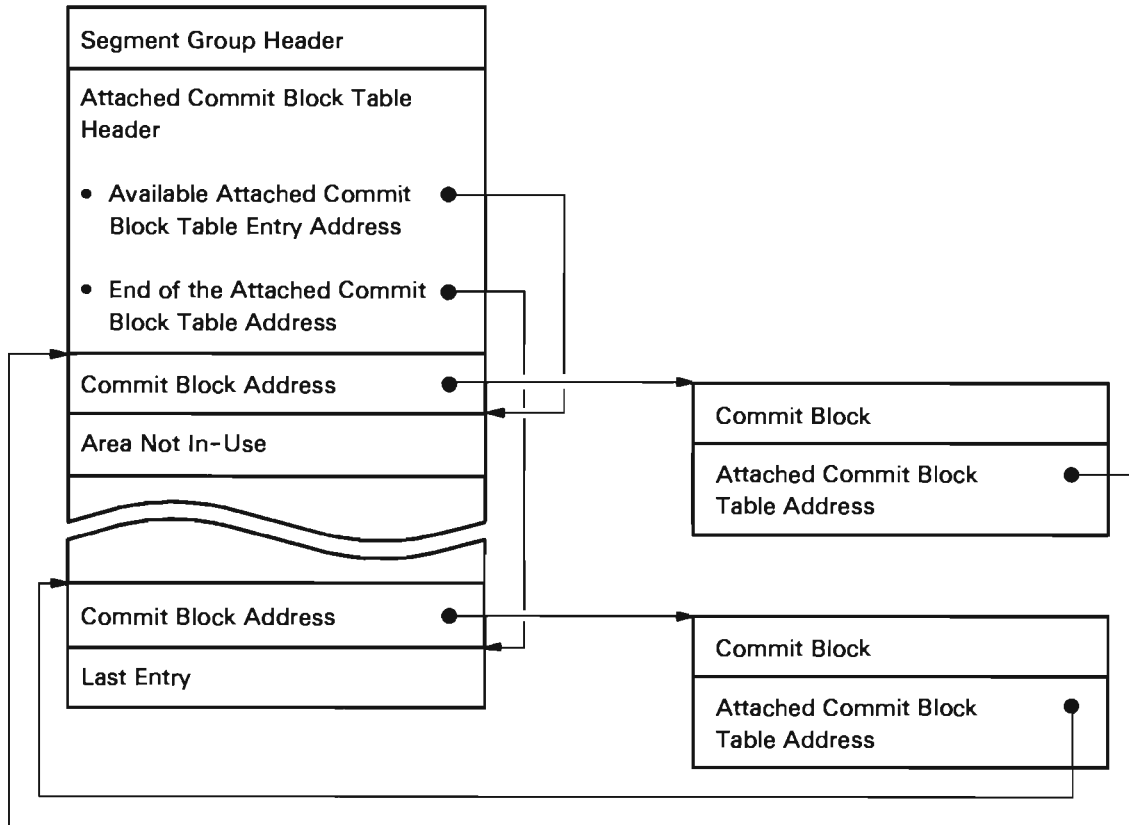 Segment Group Header
Attached Commit Block Table
Header
• Available Attached Commit
Block Table Entry Address
• End of the Attached Commit
Block Table Address
Commit Block Address
Area Not In-Use
Commit Block
Attached Commit Block
Table Address
Commit Block Address
Last Entry
Commit Block
Attached Commit Block
Table Address